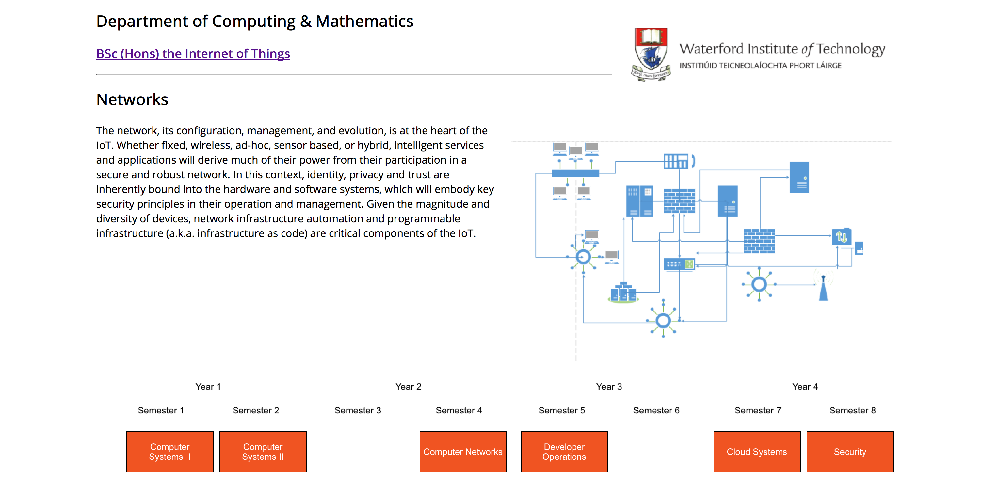 Department of Computing & Mathematics
BSc (Hons) the Internet of Things
Waterford Institute of Technology
INSTITIÚID TEICNEOLAÍOCHTA PHORT LÁIRGE
Networks
The network, its configuration, management, and evolution, is at the heart of the
IoT. Whether fixed, wireless, ad-hoc, sensor based, or hybrid, intelligent services
and applications will derive much of their power from their participation in a
secure and robust network. In this context, identity, privacy and trust are
inherently bound into the hardware and software systems, which will embody key
security principles in their operation and management. Given the magnitude and
diversity of devices, network infrastructure automation and programmable
infrastructure (a.k.a. infrastructure as code) are critical components of the IoT.
Year 1
Year 2
Year 3
Year 4
Semester 1
Semester 2
Semester 3
Semester 4
Semester 5
Semester 6
Semester 7
Semester 8
Computer
Systems I
Computer
Systems II
Computer Networks
Developer
Operations
Cloud Systems
Security